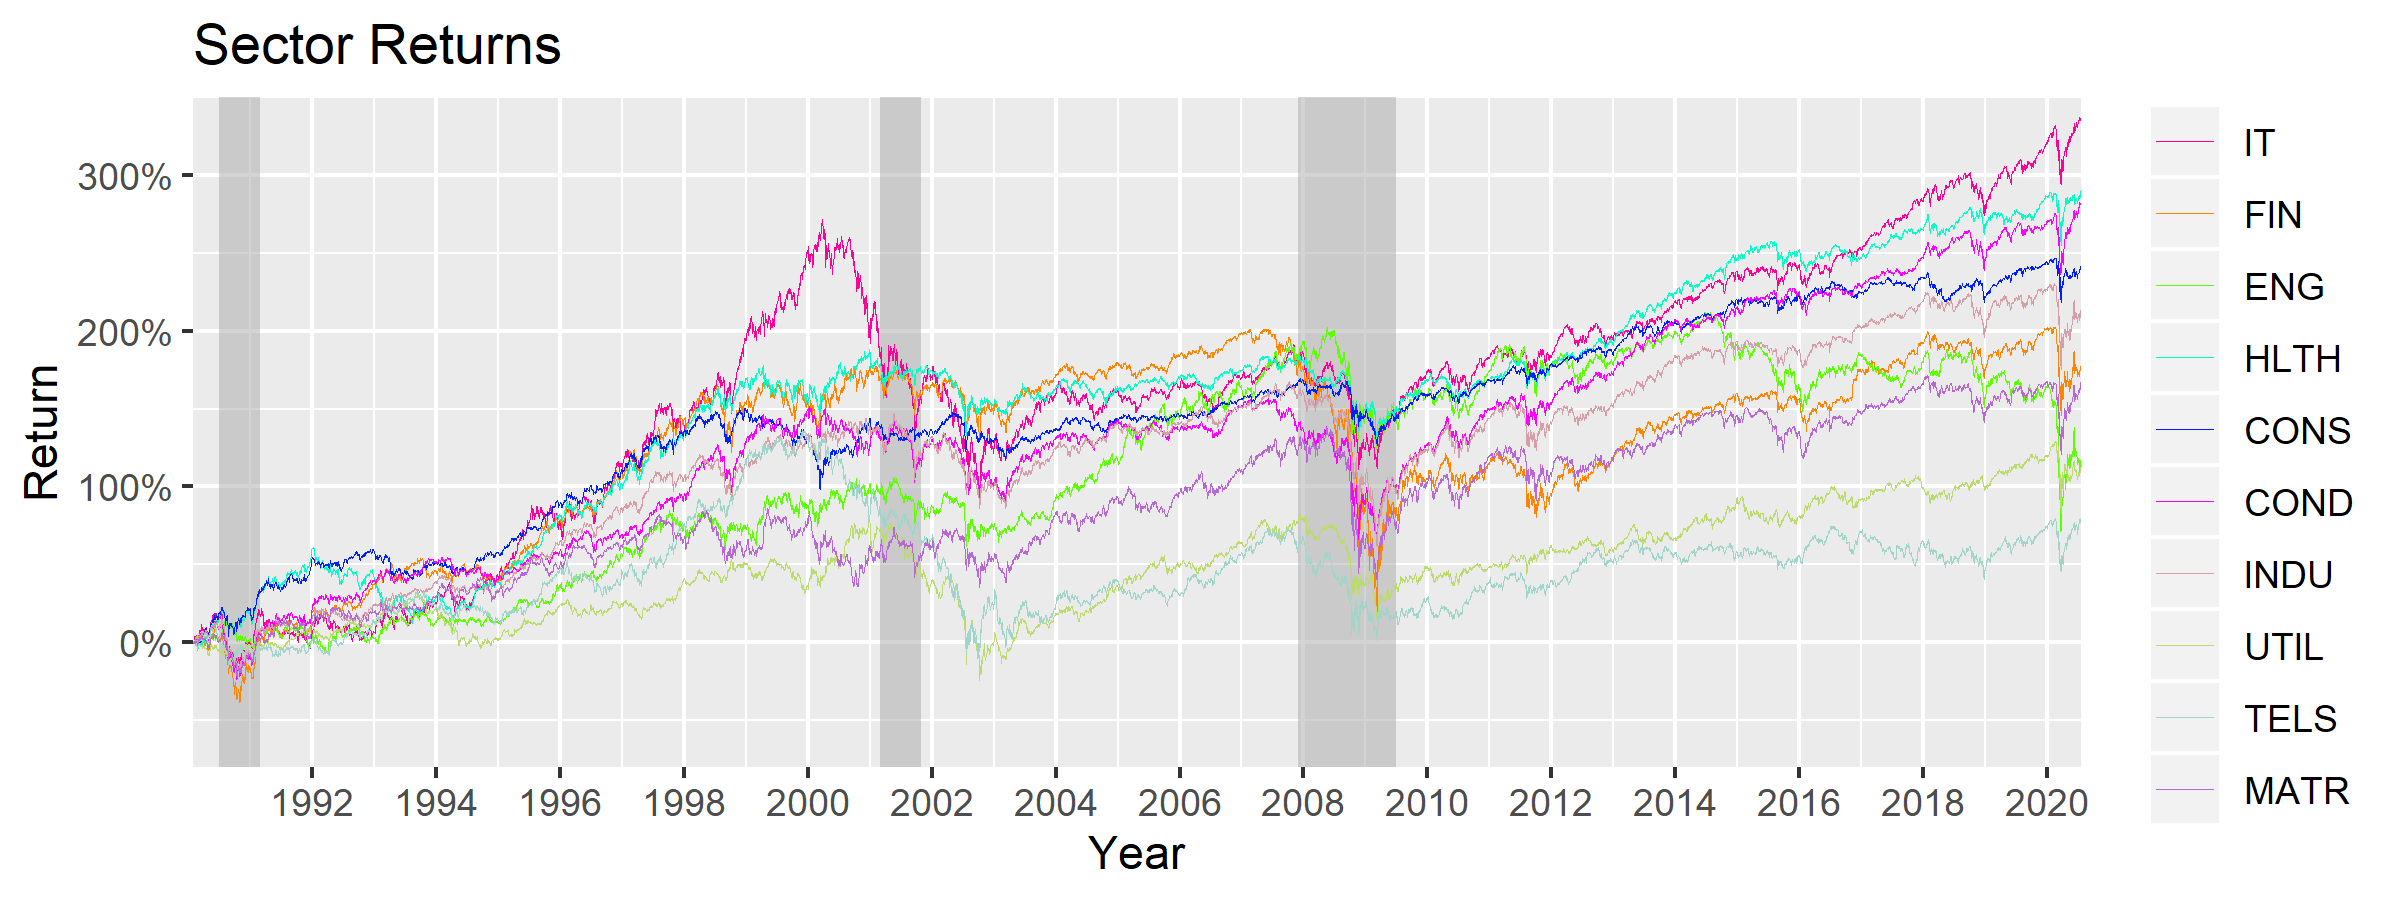 Sector Returns
Return
300%
200%
100%
0%
1992 1994 1996 1998 2000 2002 2004 2006 2008 2010 2012 2014 2016 2018 2020
Year
IT
FIN
ENG
HLTH
CONS
COND
INDU
UTIL
TELS
MATR